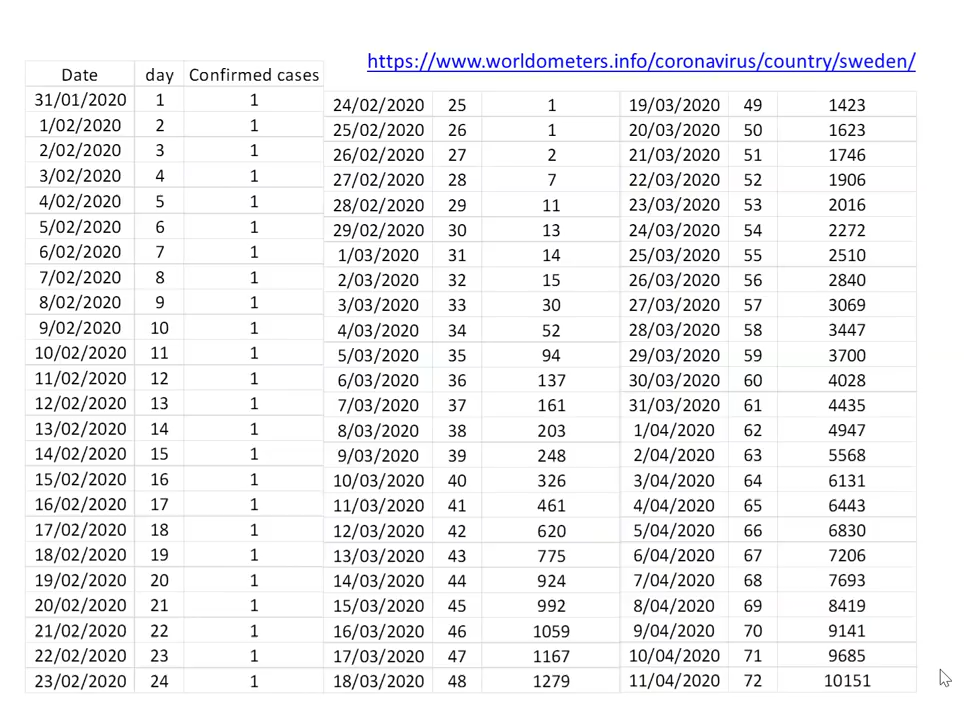 https://www.worldometers.info/coronavirus/country/sweden/
Date day Confirmed cases
31/01/2020 1 1
1/02/2020 2 1
2/02/2020 3 1
3/02/2020 4 1
4/02/2020 5 1
5/02/2020 6 1
6/02/2020 7 1
7/02/2020 8 1
8/02/2020 9 1
9/02/2020 10 1
10/02/2020 11 1
11/02/2020 12 1
12/02/2020 13 1
13/02/2020 14 1
14/02/2020 15 1
15/02/2020 16 1
16/02/2020 17 1
17/02/2020 18 1
18/02/2020 19 1
19/02/2020 20 1
20/02/2020 21 1
21/02/2020 22 1
22/02/2020 23 1
23/02/2020 24 1
24/02/2020 25 1
25/02/2020 26 1
26/02/2020 27 2
27/02/2020 28 7
28/02/2020 29 11
29/02/2020 30 13
1/03/2020 31 14
2/03/2020 32 15
3/03/2020 33 30
4/03/2020 34 52
5/03/2020 35 94
6/03/2020 36 137
7/03/2020 37 161
8/03/2020 38 203
9/03/2020 39 248
10/03/2020 40 326
11/03/2020 41 461
12/03/2020 42 620
13/03/2020 43 775
14/03/2020 44 924
15/03/2020 45 992
16/03/2020 46 1059
17/03/2020 47 1167
18/03/2020 48 1279
19/03/2020 49 1423
20/03/2020 50 1623
21/03/2020 51 1746
22/03/2020 52 1906
23/03/2020 53 2016
24/03/2020 54 2272
25/03/2020 55 2510
26/03/2020 56 2840
27/03/2020 57 3069
28/03/2020 58 3447
29/03/2020 59 3700
30/03/2020 60 4028
31/03/2020 61 4435
1/04/2020 62 4947
2/04/2020 63 5568
3/04/2020 64 6131
4/04/2020 65 6443
5/04/2020 66 6830
6/04/2020 67 7206
7/04/2020 68 7693
8/04/2020 69 8419
9/04/2020 70 9141
10/04/2020 71 9685
11/04/2020 72 10151